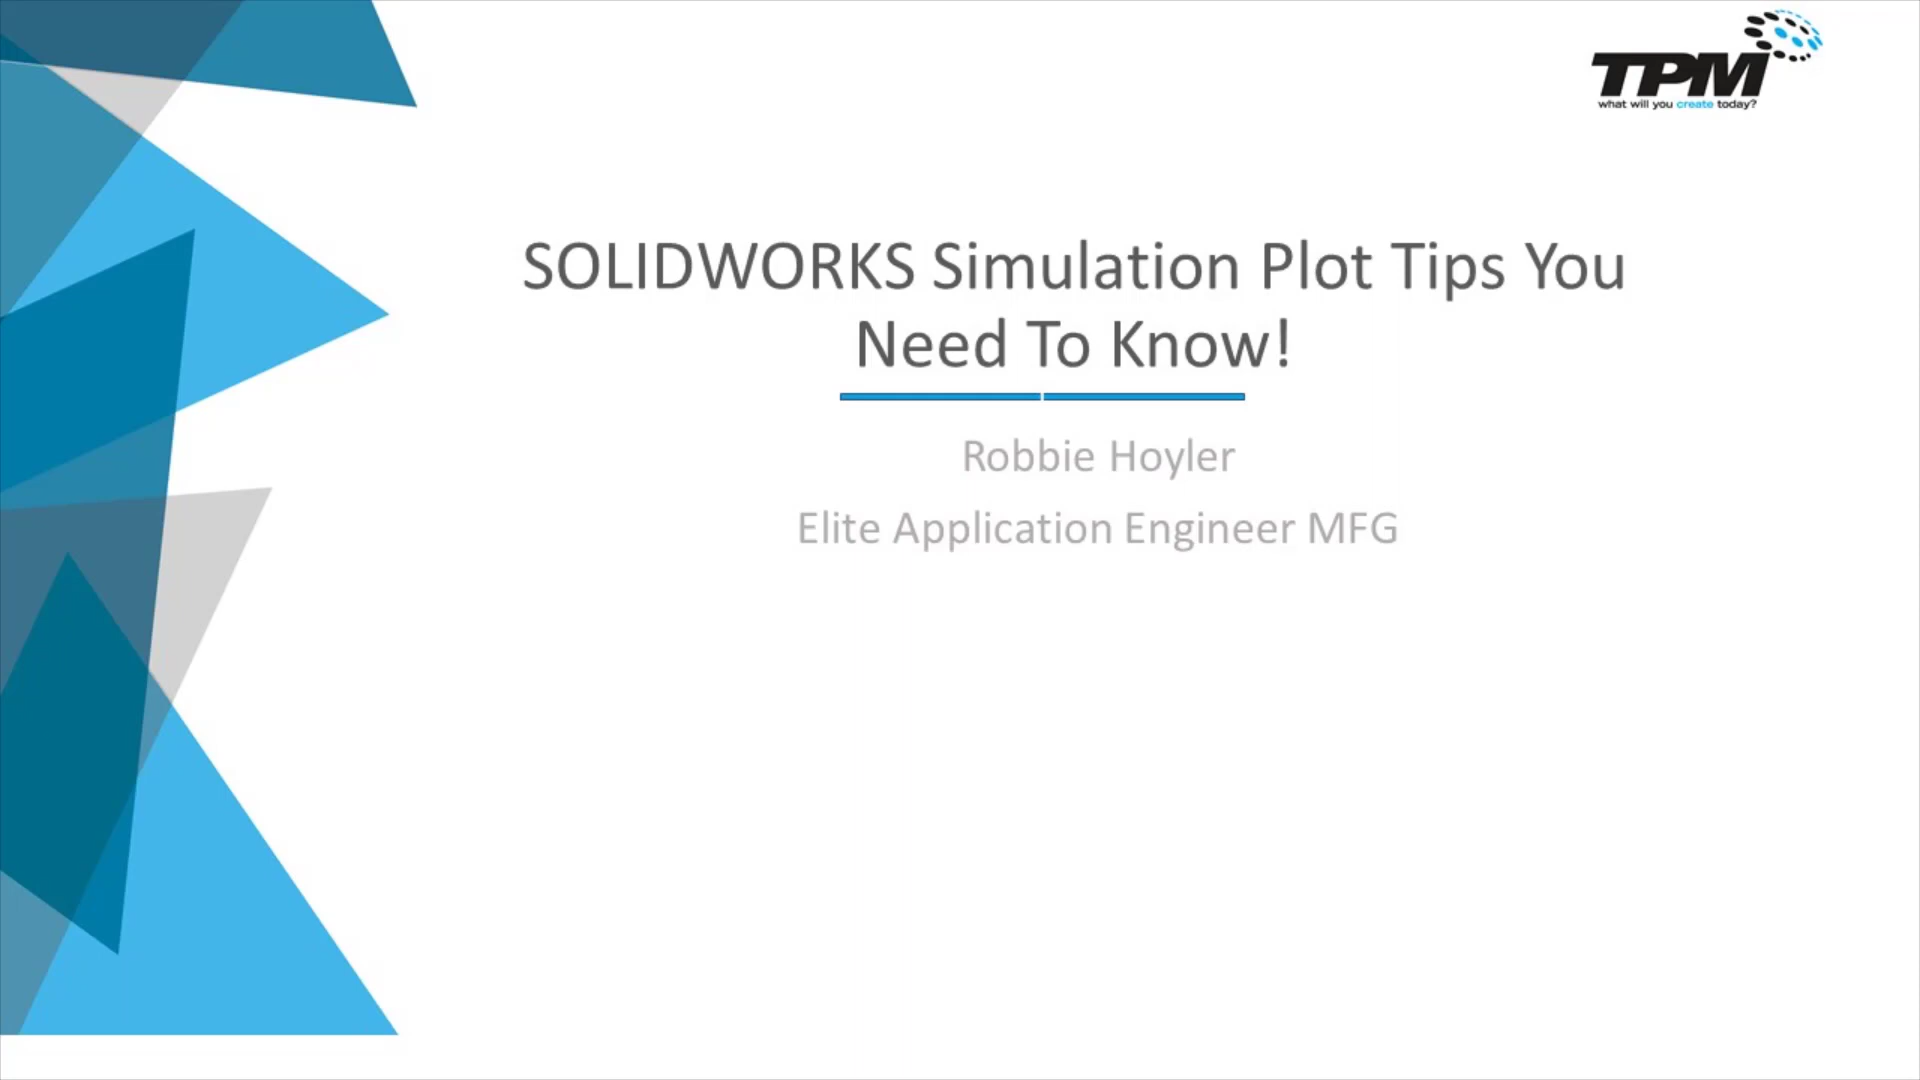 TPM
what will you create today?
SOLIDWORKS Simulation Plot Tips You
Need To Know!
Robbie Hoyler
Elite Application Engineer MFG